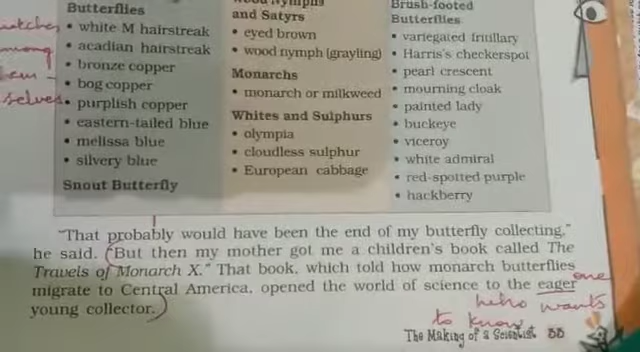 Butterflies
• white M hairstreak
• acadian hairstreak
• bronze copper
• bog copper
• purplish copper
• eastern-tailed blue
• melissa blue
• silvery blue
Snout Butterfly
Wood Nymphs
and Satyrs
• eyed brown
• wood nymph (grayling)
Monarchs
• monarch or milkweed
Whites and Sulphurs
• olympia
• cloudless sulphur
• European cabbage
Brush-footed
Butterflies
• variegated fritillary
• Harris's checkerspot
• pearl crescent
• mourning cloak
• painted lady
• buckeye
• viceroy
• white admiral
• red-spotted purple
• hackberry
among
selves
"That probably would have been the end of my butterfly collecting,"
he said. "But then my mother got me a children's book called The
Travels of Monarch X." That book, which told how monarch butterflies
migrate to Central America, opened the world of science to the eager
young collector.
one
who wants
to know
The Making of a Scientist